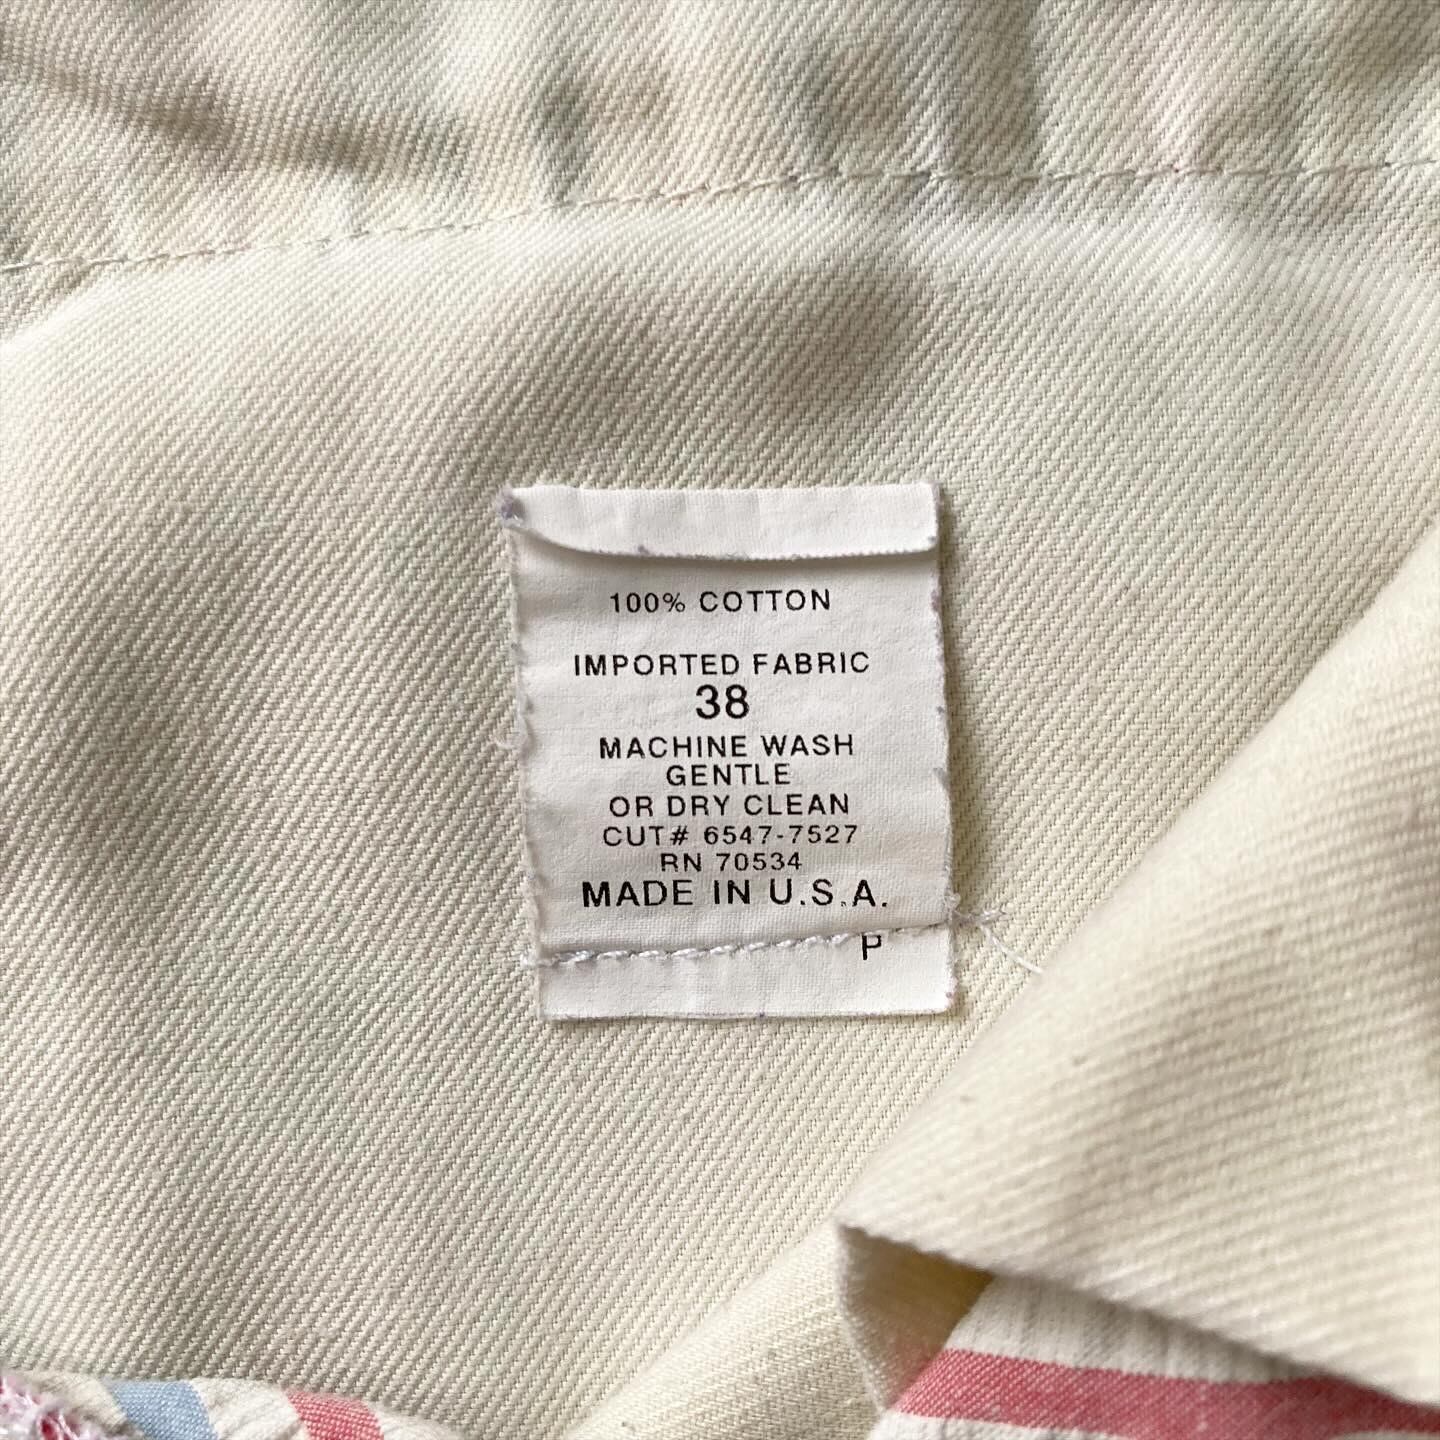 100% COTTON
IMPORTED FABRIC
38
MACHINE WASH
GENTLE
OR DRY CLEAN
CUT# 6547-7527
RN 70534
MADE IN U.S.A.
P